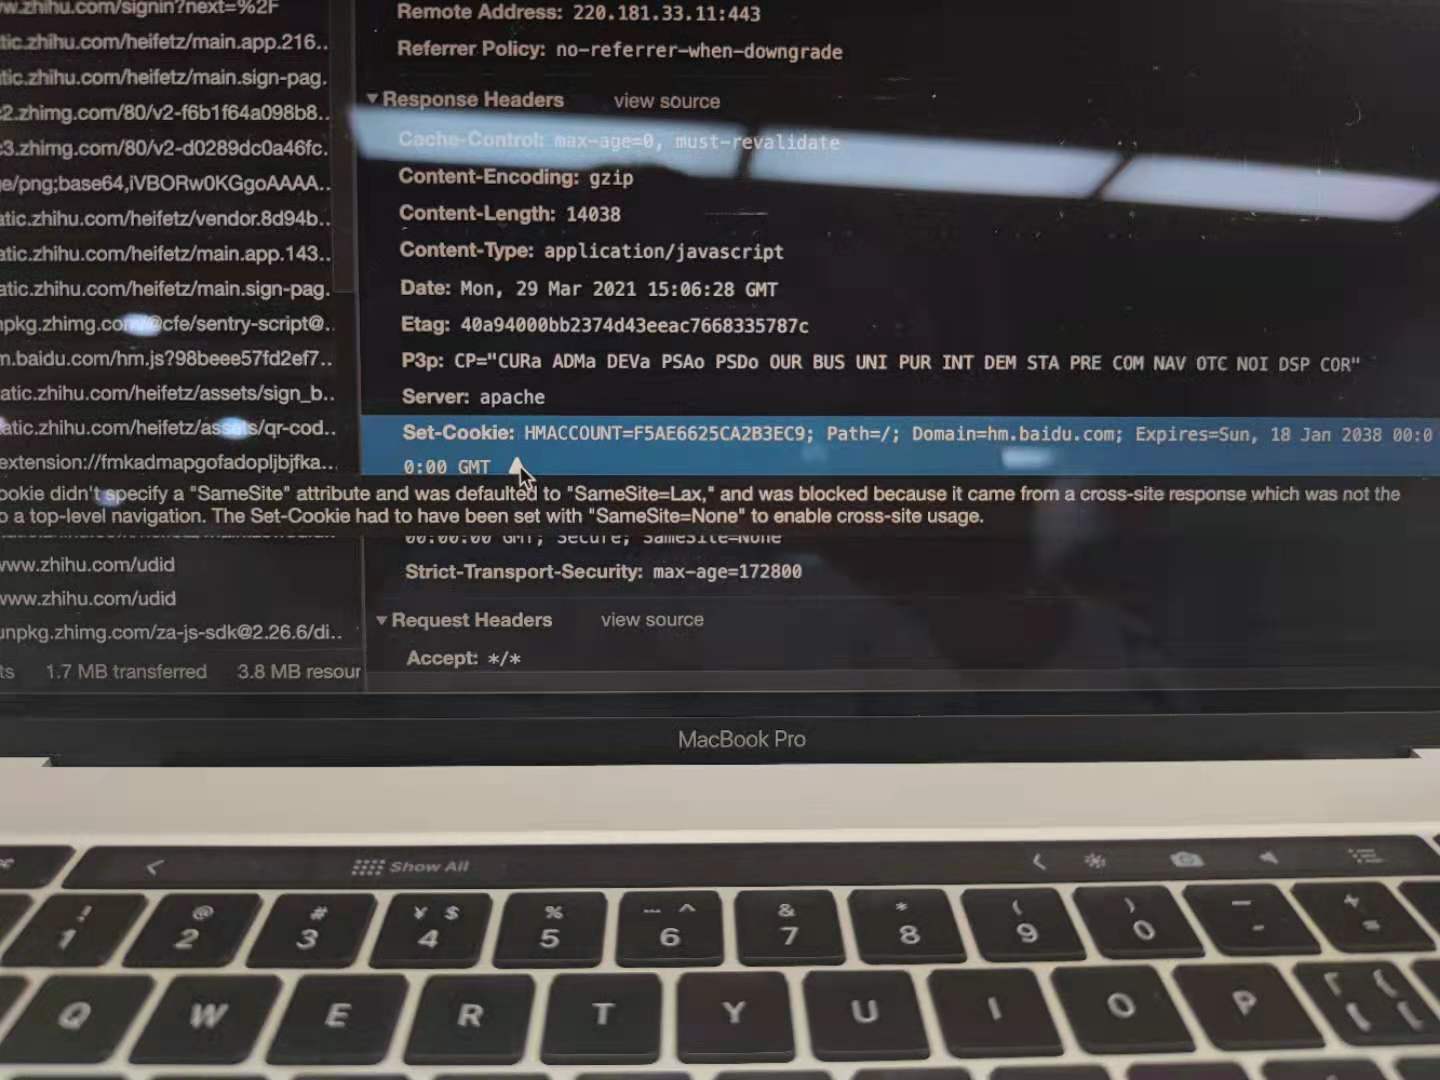 ww.zhihu.com/signin?next=%2F
tic.zhihu.com/heifetz/main.app.216..
tic.zhihu.com/heifetz/main.sign-pag.
c2.zhimg.com/80/v2-f6b1f64a098b8..
c3.zhimg.com/80/v2-d0289dc0a46fc.
e/png;base64,iVBORw0KGgoAAAA..
atic.zhihu.com/heifetz/vendor.8d94b..
atic.zhihu.com/heifetz/main.app.143..
atic.zhihu.com/heifetz/main.sign-pag.
npkg.zhimg.com/@cfe/sentry-script@..
m.baidu.com/hm.js?98beee57fd2ef7..
atic.zhihu.com/heifetz/assets/sign_b..
atic.zhihu.com/heifetz/assets/qr-cod..
extension://fmkadmapgofadopljbjfka...
Remote Address: 220.181.33.11:443
Referrer Policy: no-referrer-when-downgrade
Response Headers view source
Cache-Control: max-age=0, must-revalidate
Content-Encoding: gzip
Content-Length: 14038
Content-Type: application/javascript
Date: Mon, 29 Mar 2021 15:06:28 GMT
Etag: 40a94000bb2374d43eeac7668335787c
P3p: CP="CURa ADMa DEVa PSAo PSDo OUR BUS UNI PUR INT DEM STA PRE COM NAV OTC NOI DSP COR"
Server: apache
Set-Cookie: HMACCOUNT=F5AE6625CA2B3EC9; Path=/; Domain=hm.baidu.com; Expires=Sun, 18 Jan 2038 00:0
0:00 GMT
ookie didn't specify a "SameSite" attribute and was defaulted to "SameSite=Lax," and was blocked because it came from a cross-site response which was not the
o a top-level navigation. The Set-Cookie had to have been set with "SameSite=None" to enable cross-site usage.
00:00:00 GMT; Secure; SameSite=None
www.zhihu.com/udid
www.zhihu.com/udid
unpkg.zhimg.com/za-js-sdk@2.26.6/di..
ts 1.7 MB transferred 3.8 MB resour
Strict-Transport-Security: max-age=172800
Request Headers view source
Accept: */*
MacBook Pro
Show All
! @ # ¥ $ % ... ^ & * ( ) — +
1 2 3 4 5 6 7 8 9 0 - =
Q W E R T Y U I O P { [